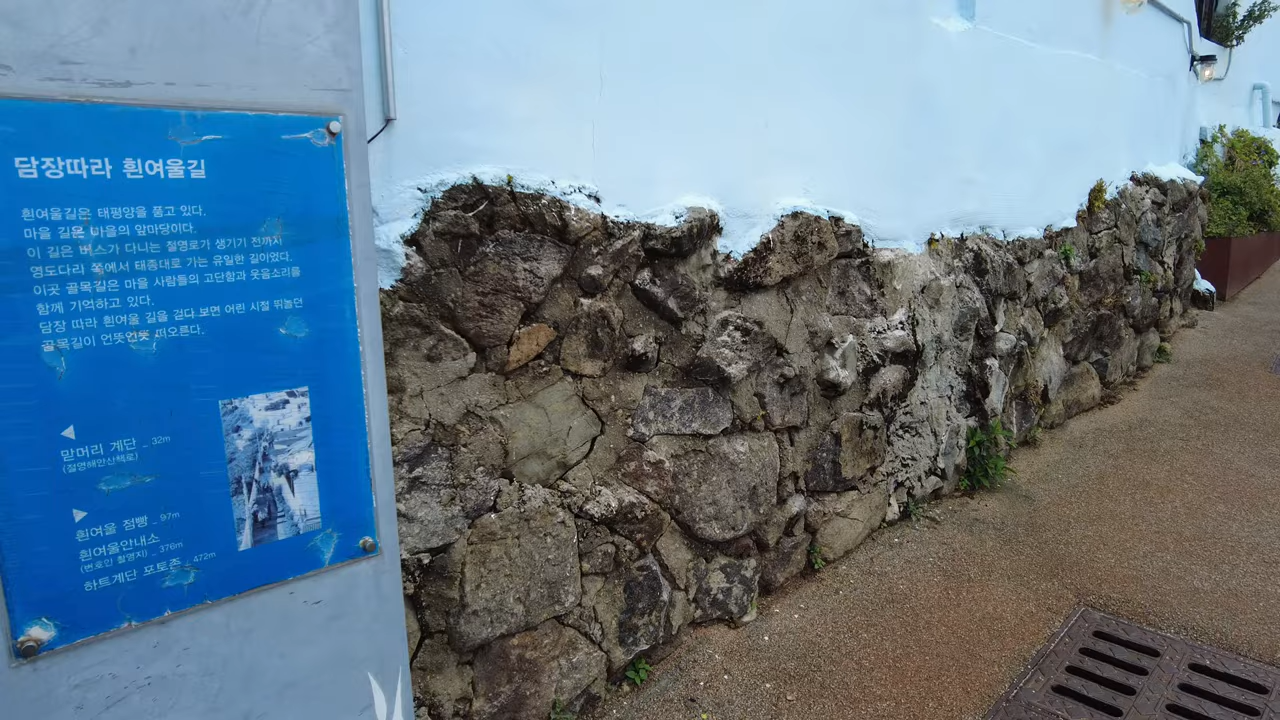 담장따라 흰여울길
흰여울길은 태평양을 품고 있다.
마을 길은 마을의 앞마당이다.
이 길은 버스가 다니는 절영로가 생기기 전까지
영도다리 쪽에서 태종대로 가는 유일한 길이었다.
이곳 골목길은 마을 사람들의 고단함과 웃음소리를
함께 기억하고 있다.
담장 따라 흰여울 길을 걷다 보면 어린 시절 뛰놀던
골목길이 언뜻언뜻 떠오른다.
맏머리 계단 _ 32m
(절영해안산책로)
흰여울 점빵 _ 97m
흰여울안내소
(변호인 촬영지) _ 376m
하트계단 포토존 _ 472m